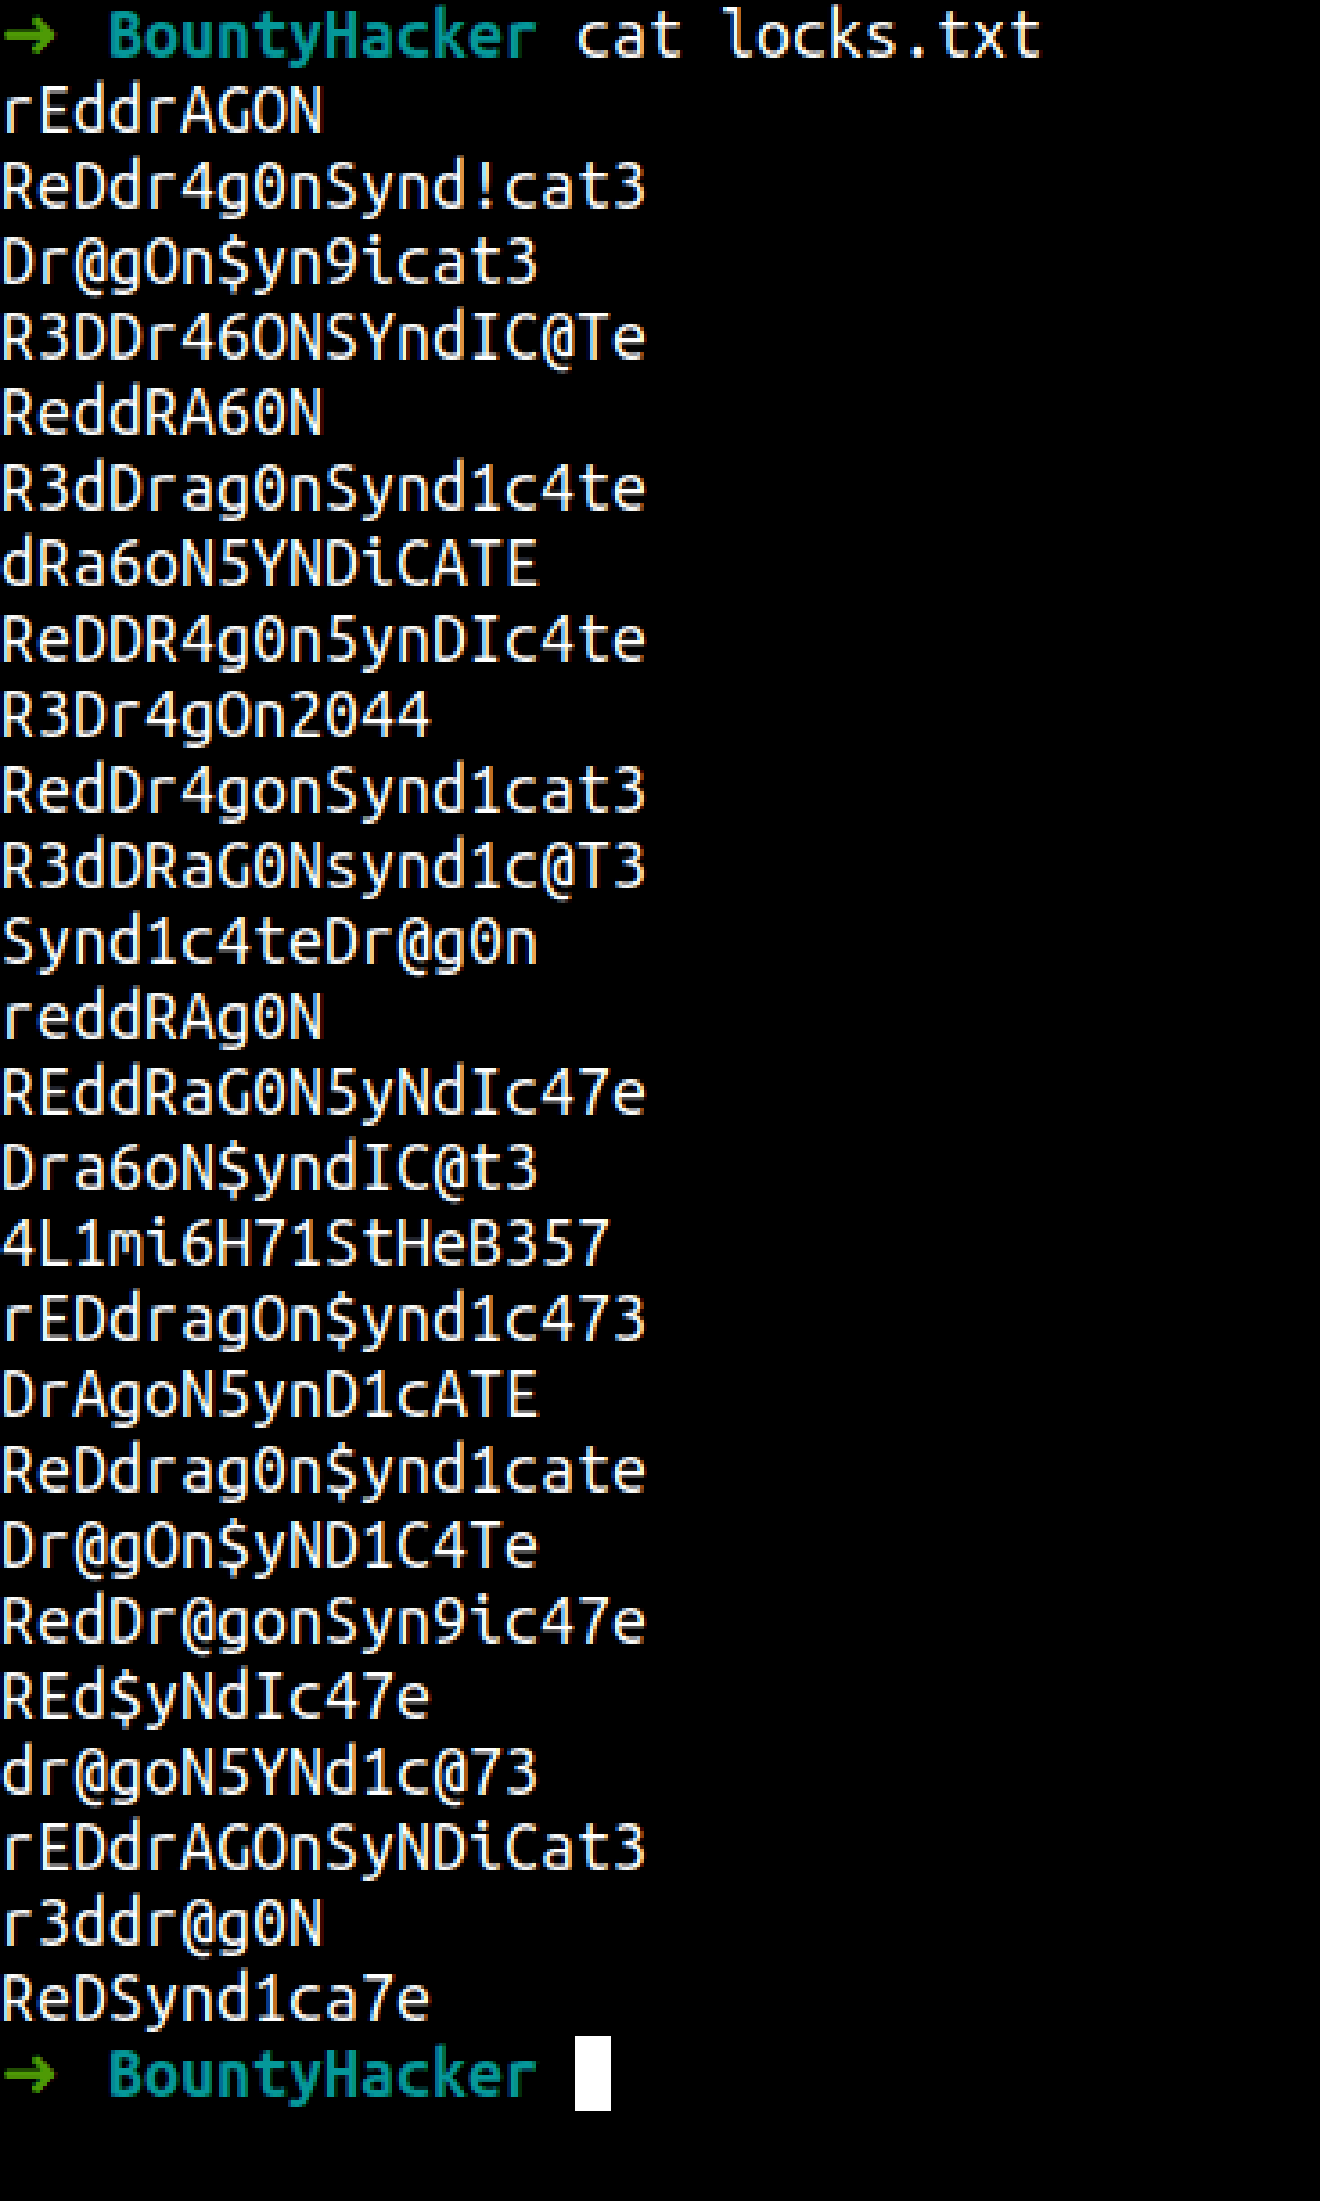 → BountyHacker cat locks.txt
rEddrAGON
ReDdr4g0nSynd!cat3
Dr@gOn$yn9icat3
R3DDr46ONSYndIC@Te
ReddRA60N
R3dDrag0nSynd1c4te
dRa6oN5YNDiCATE
ReDDR4g0n5ynDIc4te
R3Dr4gOn2044
RedDr4gonSynd1cat3
R3dDRaG0Nsynd1c@T3
Synd1c4teDr@g0n
reddRAg0N
REddRaG0N5yNdIc47e
Dra6oN$yndIC@t3
4L1mi6H71StHeB357
rEDdragOn$ynd1c473
DrAgoN5ynD1cATE
ReDdrag0n$ynd1cate
Dr@gOn$yND1C4Te
RedDr@gonSyn9ic47e
REd$yNdIc47e
dr@goN5YNd1c@73
rEDdrAGOnSyNDiCat3
r3ddr@g0N
ReDSynd1ca7e
→ BountyHacker